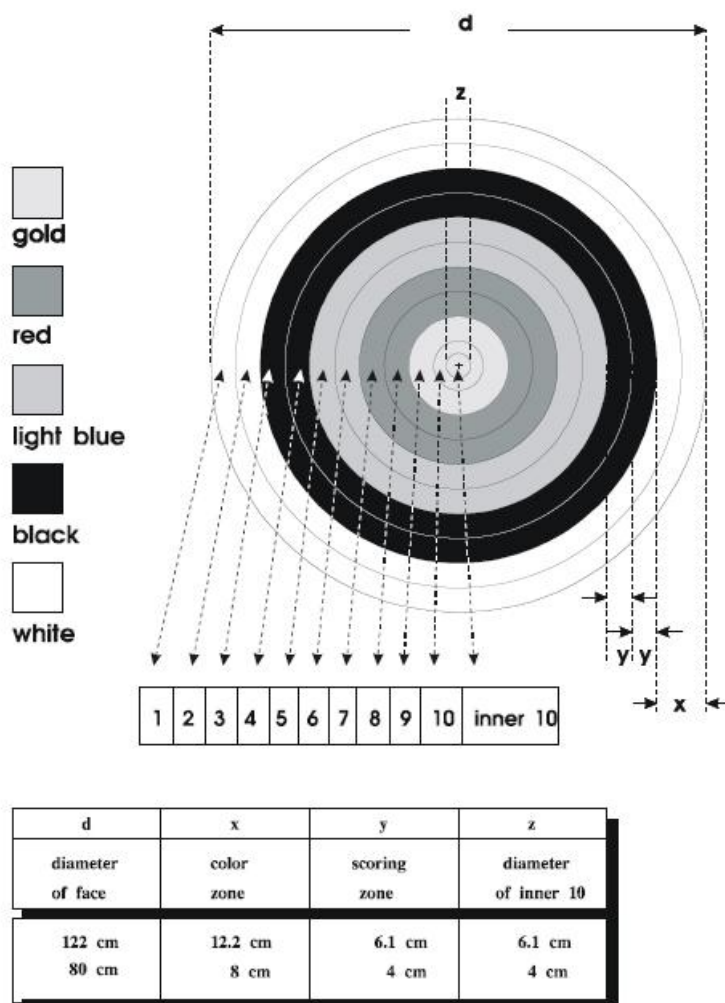 d
z
gold
red
light blue
black
white
y y
x
1 2 3 4 5 6 7 8 9 10 inner 10
d x y z
diameter of face color zone scoring zone diameter of inner 10
122 cm 12.2 cm 6.1 cm 6.1 cm
80 cm 8 cm 4 cm 4 cm